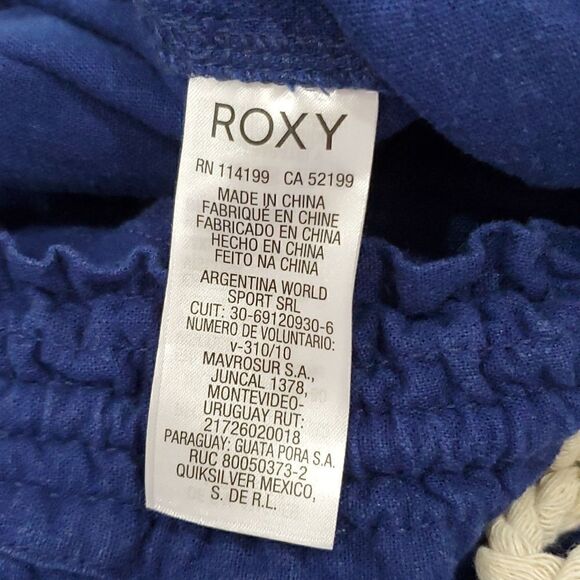 ROXY
RN 114199 CA 52199
MADE IN CHINA
FABRIQUÉ EN CHINE
FABRICADO EN CHINA
HECHO EN CHINA
FEITO NA CHINA
ARGENTINA WORLD
SPORT SRL
CUIT: 30-69120930-6
NUMERO DE VOLUNTARIO:
v-310/10
MAVROSUR S.A.,
JUNCAL 1378,
MONTEVIDEO-
URUGUAY RUT:
21726020018
PARAGUAY: GUATA PORA S.A.
RUC 80050373-2
QUIKSILVER MEXICO,
S. DE R.L.